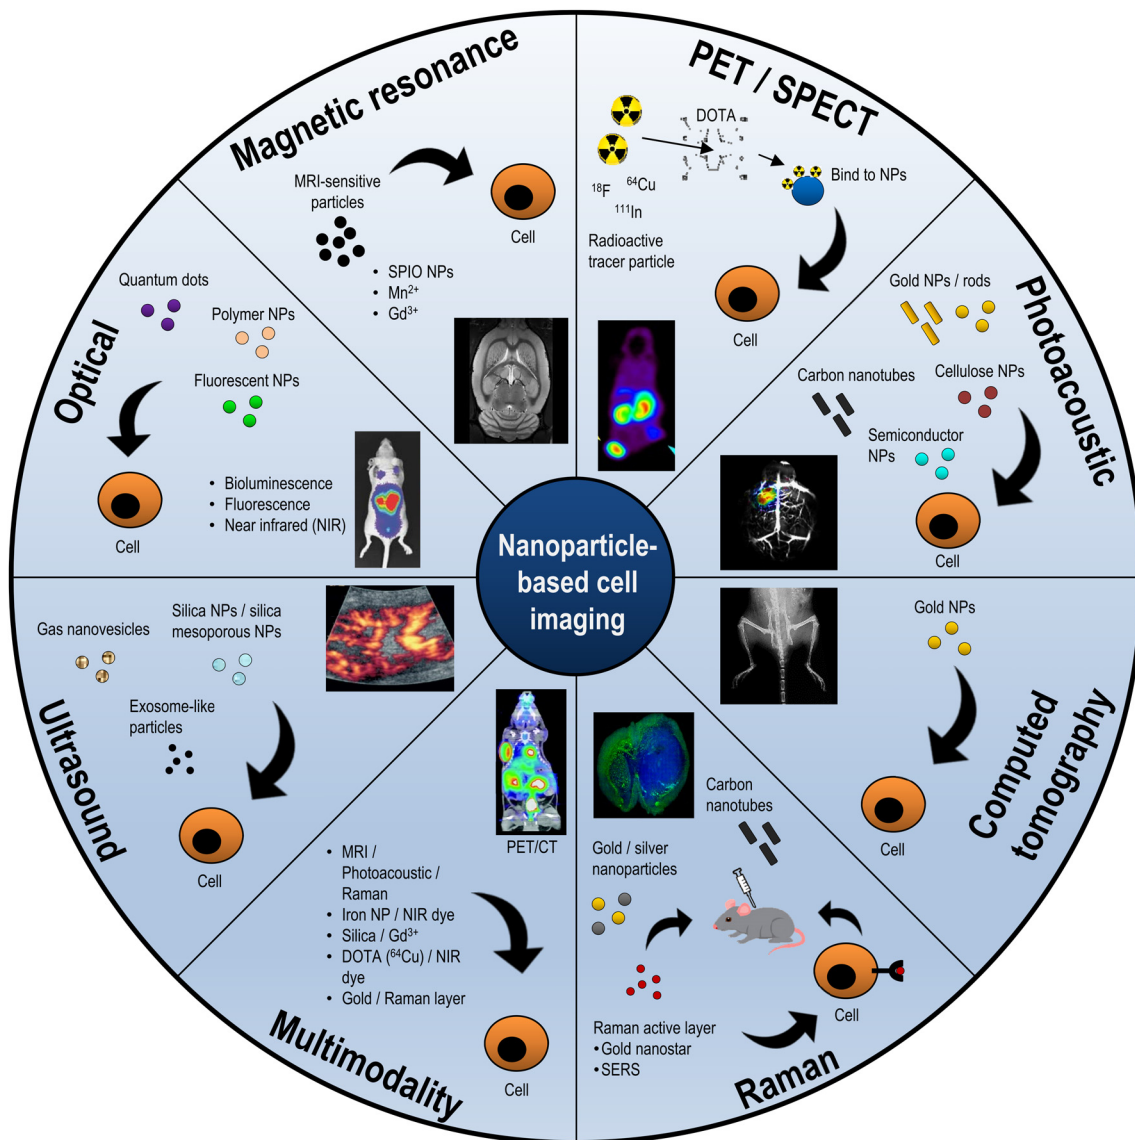 Magnetic resonance
MRI-sensitive
particles
Cell
• SPIO NPs
• Mn²⁺
• Gd³⁺
PET / SPECT
DOTA
¹⁸F
⁶⁴Cu
¹¹¹In
Bind to NPs
Radioactive
tracer particle
Cell
Photoacoustic
Gold NPs / rods
Carbon nanotubes
Cellulose NPs
Semiconductor
NPs
Cell
Optical
Quantum dots
Polymer NPs
Fluorescent NPs
Cell
• Bioluminescence
• Fluorescence
• Near infrared (NIR)
Nanoparticle-
based cell
imaging
Computed
tomography
Gold NPs
Cell
Ultrasound
Gas nanovesicles
Silica NPs / silica
mesoporous NPs
Exosome-like
particles
Cell
Multimodality
PET/CT
• MRI /
Photoacoustic /
Raman
• Iron NP / NIR dye
• Silica / Gd³⁺
• DOTA (⁶⁴Cu) / NIR
dye
• Gold / Raman layer
Cell
Raman
Carbon
nanotubes
Gold / silver
nanoparticles
Raman active layer
•Gold nanostar
•SERS
Cell